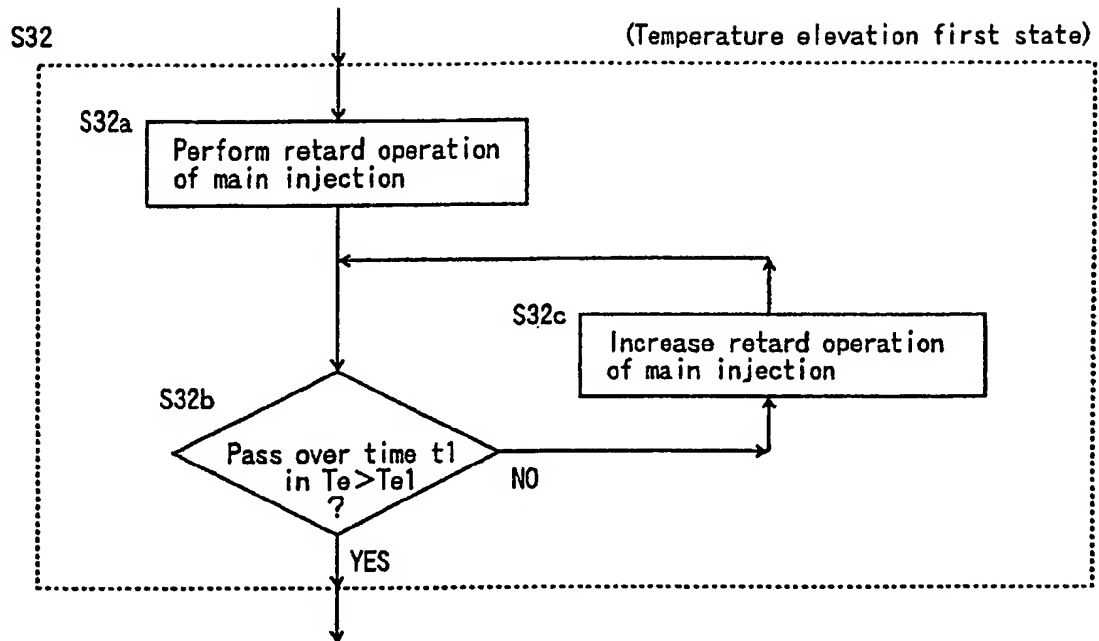 S32
(Temperature elevation first state)
S32a
Perform retard operation
of main injection
S32c
Increase retard operation
of main injection
S32b
Pass over time t1
in Te>Te1
?
NO
YES